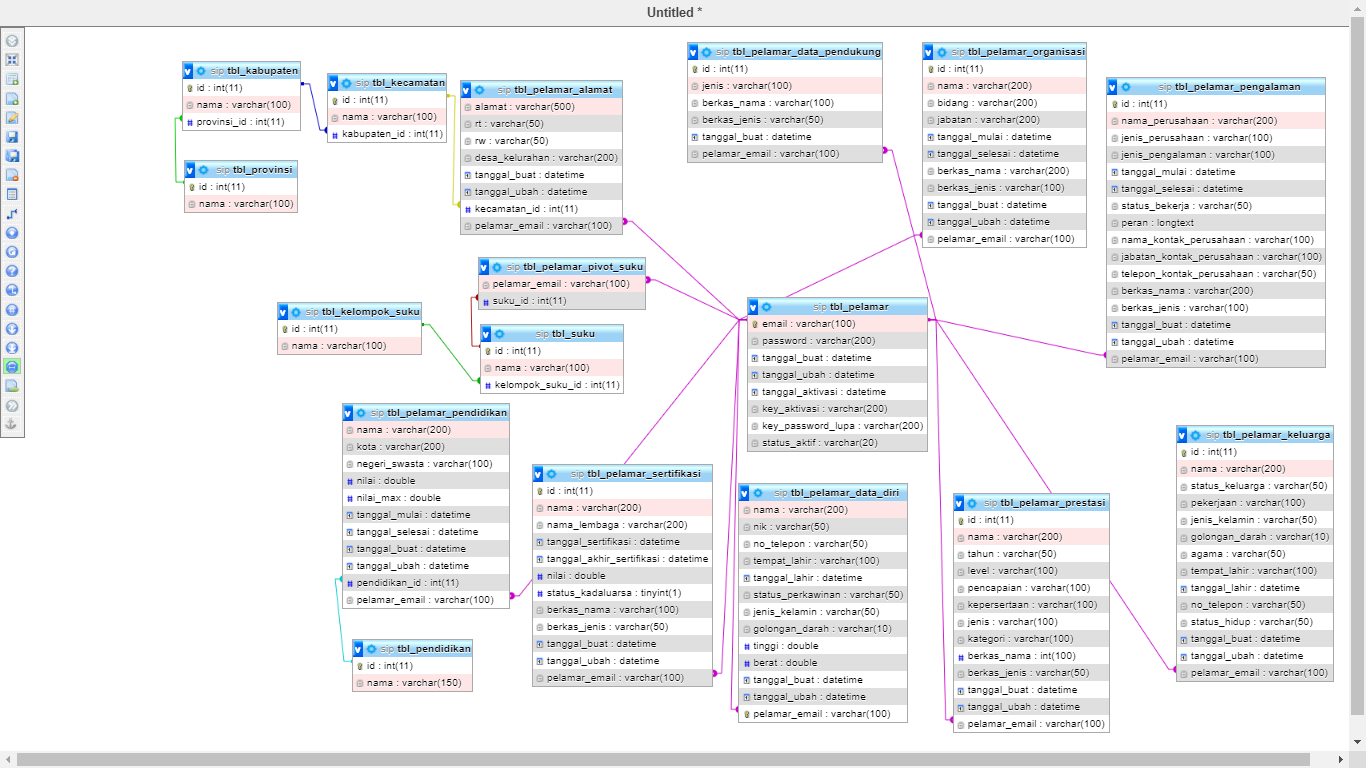 Untitled *
sip tbl_kabupaten
id : int(11)
nama : varchar(100)
provinsi_id : int(11)
sip tbl_provinsi
id : int(11)
nama : varchar(100)
sip tbl_kecamatan
id : int(11)
nama : varchar(100)
kabupaten_id : int(11)
sip tbl_pelamar_alamat
alamat : varchar(500)
rt : varchar(50)
rw : varchar(50)
desa_kelurahan : varchar(200)
tanggal_buat : datetime
tanggal_ubah : datetime
kecamatan_id : int(11)
pelamar_email : varchar(100)
sip tbl_pelamar_data_pendukung
id : int(11)
jenis : varchar(100)
berkas_nama : varchar(100)
berkas_jenis : varchar(50)
tanggal_buat : datetime
pelamar_email : varchar(100)
sip tbl_pelamar_organisasi
id : int(11)
nama : varchar(200)
bidang : varchar(200)
jabatan : varchar(200)
tanggal_mulai : datetime
tanggal_selesai : datetime
berkas_nama : varchar(200)
berkas_jenis : varchar(100)
tanggal_buat : datetime
tanggal_ubah : datetime
pelamar_email : varchar(100)
sip tbl_pelamar_pengalaman
id : int(11)
nama_perusahaan : varchar(200)
jenis_perusahaan : varchar(100)
jenis_pengalaman : varchar(100)
tanggal_mulai : datetime
tanggal_selesai : datetime
status_bekerja : varchar(50)
peran : longtext
nama_kontak_perusahaan : varchar(100)
jabatan_kontak_perusahaan : varchar(100)
telepon_kontak_perusahaan : varchar(50)
berkas_nama : varchar(200)
berkas_jenis : varchar(100)
tanggal_buat : datetime
tanggal_ubah : datetime
pelamar_email : varchar(100)
sip tbl_pelamar_pivot_suku
pelamar_email : varchar(100)
suku_id : int(11)
sip tbl_kelompok_suku
id : int(11)
nama : varchar(100)
sip tbl_suku
id : int(11)
nama : varchar(100)
kelompok_suku_id : int(11)
sip tbl_pelamar
email : varchar(100)
password : varchar(200)
tanggal_buat : datetime
tanggal_ubah : datetime
tanggal_aktivasi : datetime
key_aktivasi : varchar(200)
key_password_lupa : varchar(200)
status_aktif : varchar(20)
sip tbl_pelamar_pendidikan
nama : varchar(200)
kota : varchar(200)
negeri_swasta : varchar(100)
nilai : double
nilai_max : double
tanggal_mulai : datetime
tanggal_selesai : datetime
tanggal_buat : datetime
tanggal_ubah : datetime
pendidikan_id : int(11)
pelamar_email : varchar(100)
sip tbl_pendidikan
id : int(11)
nama : varchar(150)
sip tbl_pelamar_sertifikasi
id : int(11)
nama : varchar(200)
nama_lembaga : varchar(200)
tanggal_sertifikasi : datetime
tanggal_akhir_sertifikasi : datetime
nilai : double
status_kadaluarsa : tinyint(1)
berkas_nama : varchar(100)
berkas_jenis : varchar(50)
tanggal_buat : datetime
tanggal_ubah : datetime
pelamar_email : varchar(100)
sip tbl_pelamar_data_diri
nama : varchar(200)
nik : varchar(50)
no_telepon : varchar(50)
tempat_lahir : varchar(100)
tanggal_lahir : datetime
status_perkawinan : varchar(50)
jenis_kelamin : varchar(50)
golongan_darah : varchar(10)
tinggi : double
berat : double
tanggal_buat : datetime
tanggal_ubah : datetime
pelamar_email : varchar(100)
sip tbl_pelamar_prestasi
id : int(11)
nama : varchar(200)
tahun : varchar(50)
level : varchar(100)
pencapaian : varchar(100)
kepersertaan : varchar(100)
jenis : varchar(100)
kategori : varchar(100)
berkas_nama : int(100)
berkas_jenis : varchar(50)
tanggal_buat : datetime
tanggal_ubah : datetime
pelamar_email : varchar(100)
sip tbl_pelamar_keluarga
id : int(11)
nama : varchar(200)
status_keluarga : varchar(50)
pekerjaan : varchar(100)
jenis_kelamin : varchar(50)
golongan_darah : varchar(10)
agama : varchar(50)
tempat_lahir : varchar(100)
tanggal_lahir : datetime
no_telepon : varchar(50)
status_hidup : varchar(50)
tanggal_buat : datetime
tanggal_ubah : datetime
pelamar_email : varchar(100)